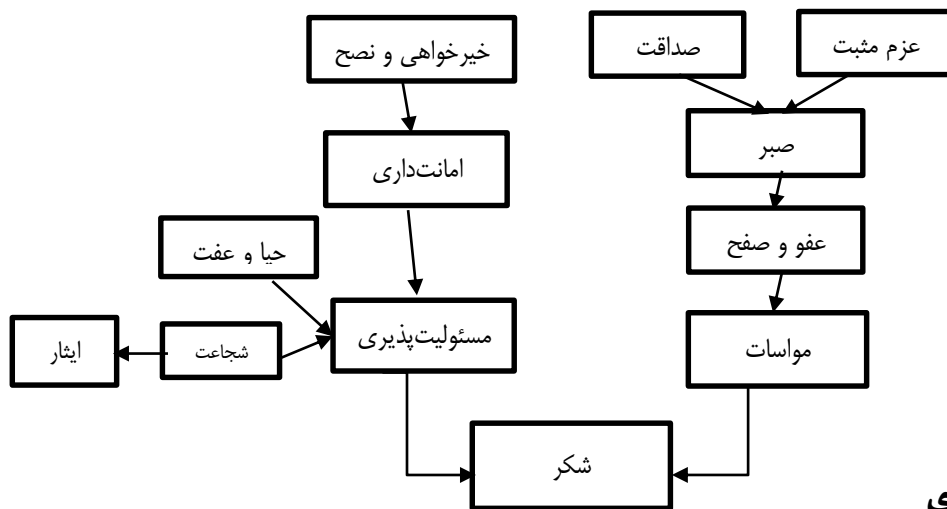 عزم مثبت
صداقت
خیرخواهی و نصح
صبر
امانت‌داری
عفو و صفح
حیا و عفت
مواسات
مسئولیت‌پذیری
شجاعت
ایثار
شکر